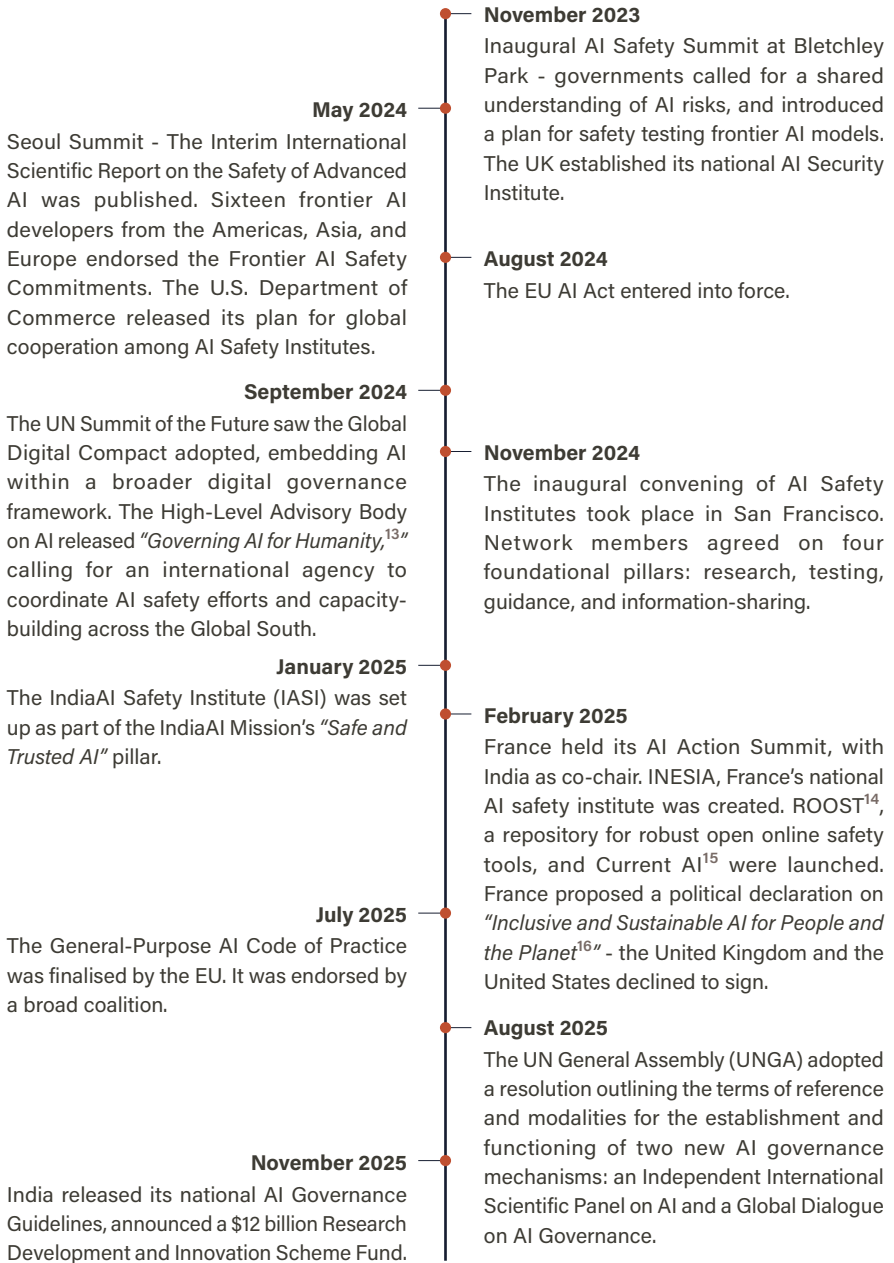 November 2023
Inaugural AI Safety Summit at Bletchley
Park - governments called for a shared
understanding of AI risks, and introduced
a plan for safety testing frontier AI models.
The UK established its national AI Security
Institute.
May 2024
Seoul Summit - The Interim International
Scientific Report on the Safety of Advanced
AI was published. Sixteen frontier AI
developers from the Americas, Asia, and
Europe endorsed the Frontier AI Safety
Commitments. The U.S. Department of
Commerce released its plan for global
cooperation among AI Safety Institutes.
August 2024
The EU AI Act entered into force.
September 2024
The UN Summit of the Future saw the Global
Digital Compact adopted, embedding AI
within a broader digital governance
framework. The High-Level Advisory Body
on AI released “Governing AI for Humanity,13”
calling for an international agency to
coordinate AI safety efforts and capacity-
building across the Global South.
November 2024
The inaugural convening of AI Safety
Institutes took place in San Francisco.
Network members agreed on four
foundational pillars: research, testing,
guidance, and information-sharing.
January 2025
The IndiaAI Safety Institute (IASI) was set
up as part of the IndiaAI Mission’s “Safe and
Trusted AI” pillar.
February 2025
France held its AI Action Summit, with
India as co-chair. INESIA, France’s national
AI safety institute was created. ROOST14,
a repository for robust open online safety
tools, and Current AI15 were launched.
France proposed a political declaration on
“Inclusive and Sustainable AI for People and
the Planet16” - the United Kingdom and the
United States declined to sign.
July 2025
The General-Purpose AI Code of Practice
was finalised by the EU. It was endorsed by
a broad coalition.
August 2025
The UN General Assembly (UNGA) adopted
a resolution outlining the terms of reference
and modalities for the establishment and
functioning of two new AI governance
mechanisms: an Independent International
Scientific Panel on AI and a Global Dialogue
on AI Governance.
November 2025
India released its national AI Governance
Guidelines, announced a $12 billion Research
Development and Innovation Scheme Fund.